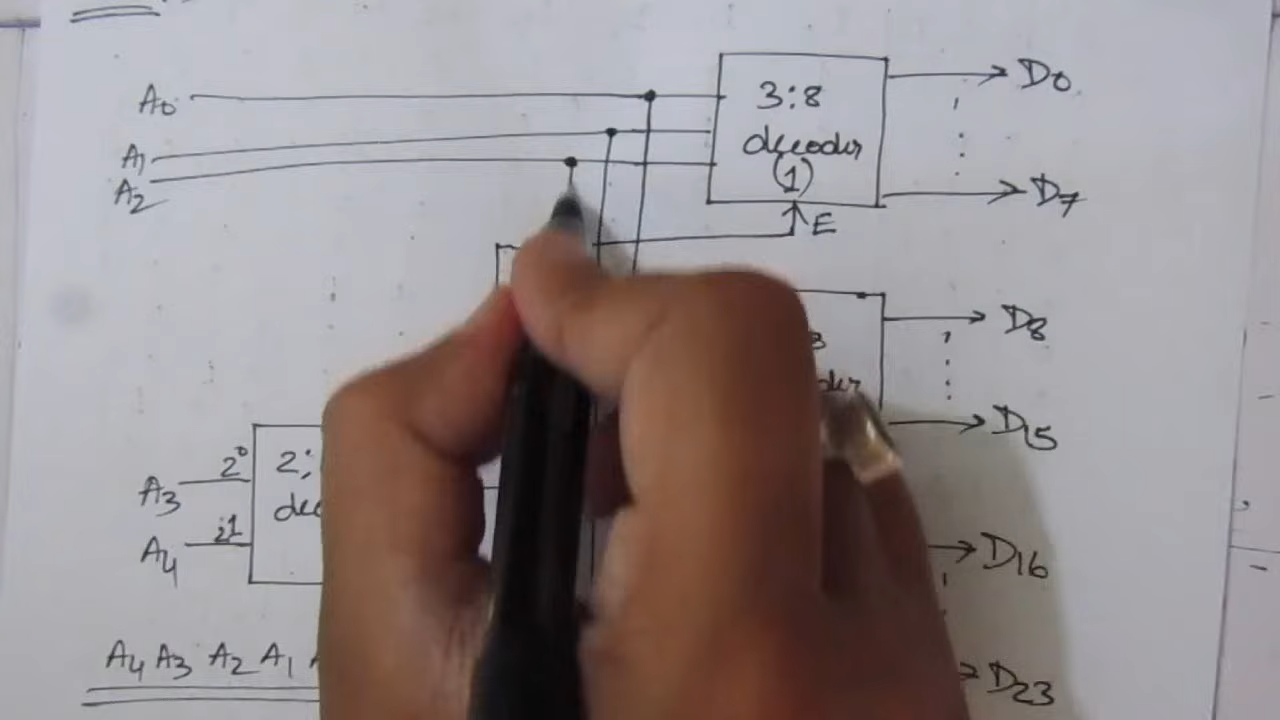 A0
A1
A2
3:8
decoder
(1)
E
D0
D7
D8
D15
2:
2⁰
A3
2¹
A4
D16
D23
A4 A3 A2 A1